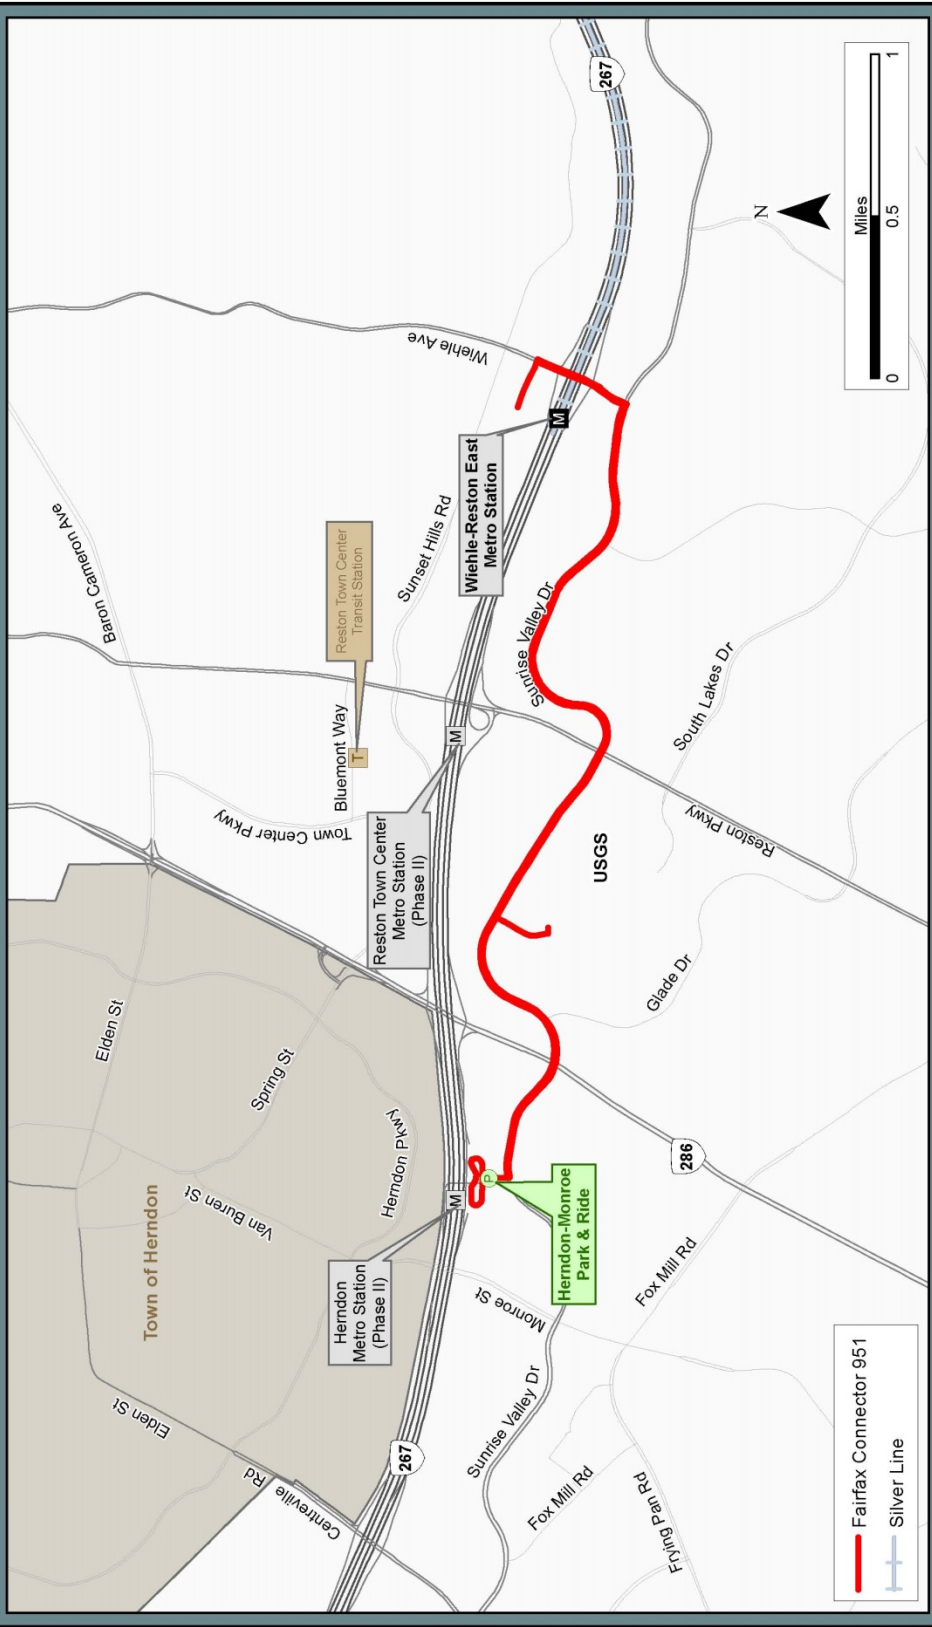 Baron Cameron Ave
Wiehle Ave
267
Reston Town Center
Transit Station
Sunset Hills Rd
Bluemont Way
T
Town Center Pkwy
Wiehle-Reston East
Metro Station
M
Elden St
Spring St
Town of Herndon
Van Buren St
Herndon Pkwy
Reston Town Center
Metro Station
(Phase II)
M
Sunrise Valley Dr
Elden St
Centreville
Rd
Herndon
Metro Station
(Phase II)
M
P
267
USGS
South Lakes Dr
Reston Pkwy
Glade Dr
Herndon-Monroe
Park & Ride
Monroe St
Sunrise Valley Dr
286
Fox Mill Rd
Fox Mill Rd
Frying Pan Rd
Fairfax Connector 951
Silver Line
N
Miles
0
0.5
1